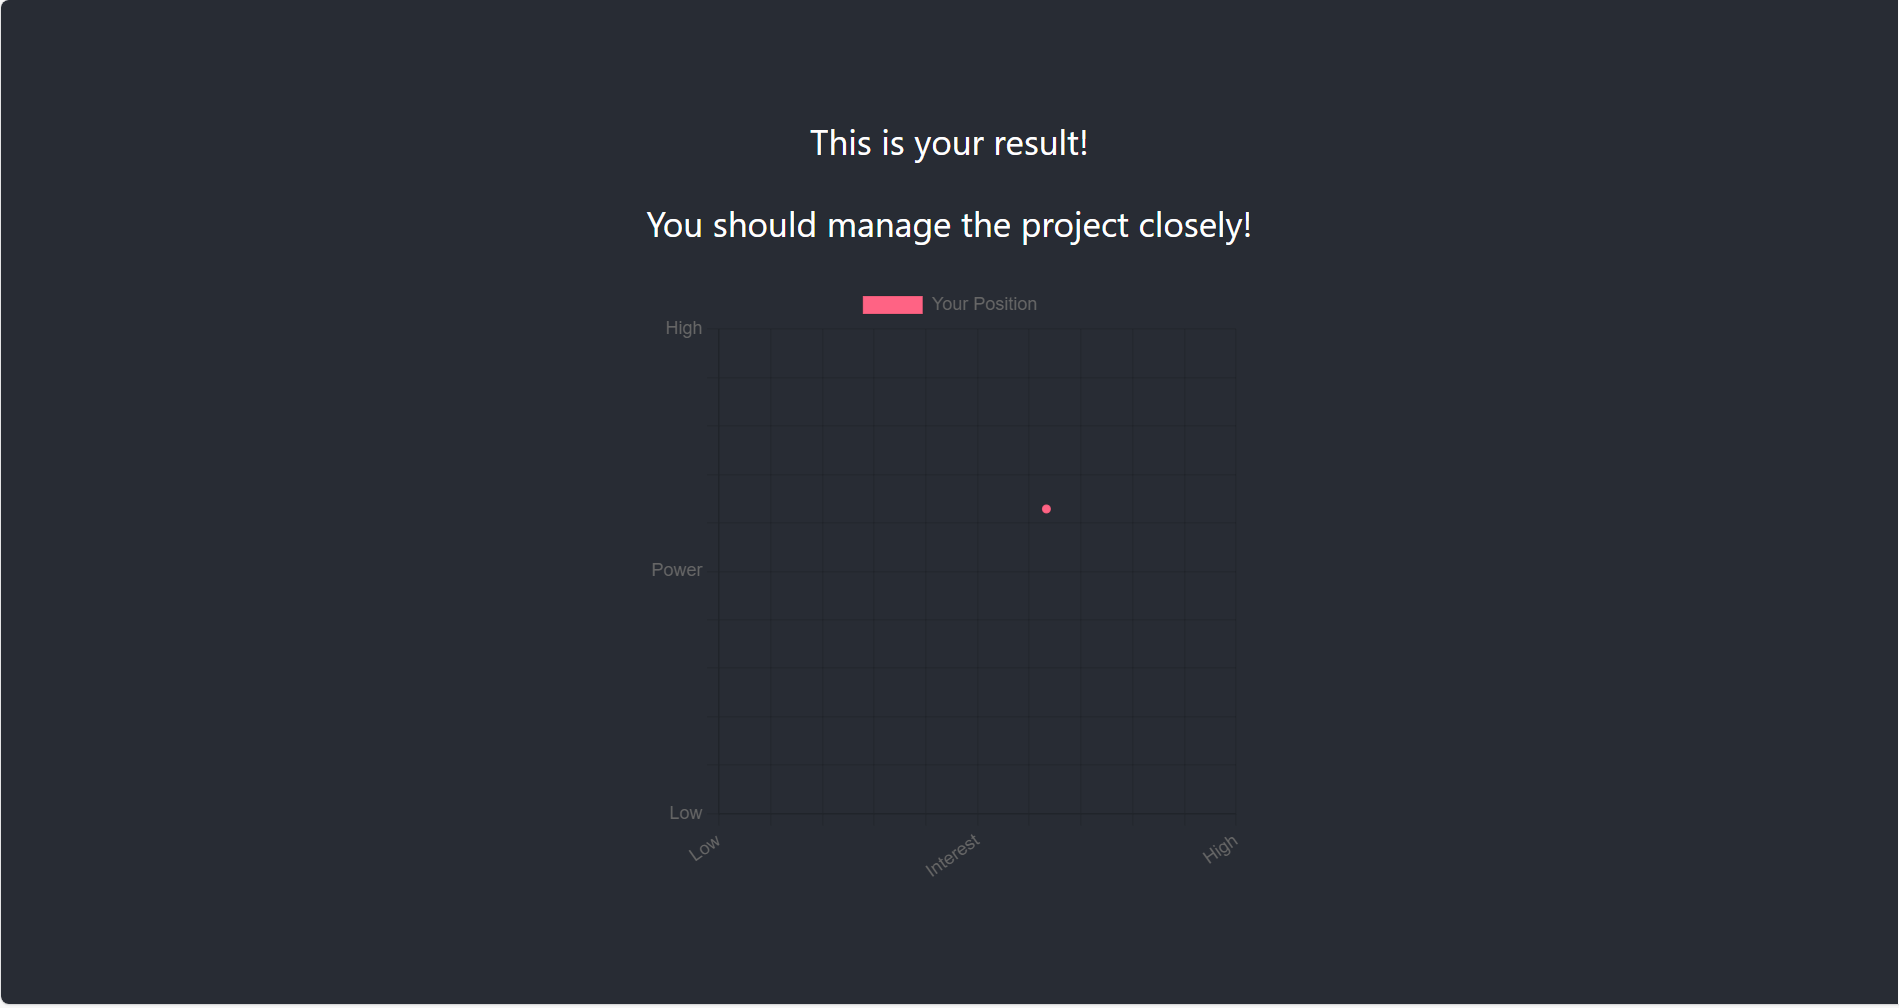 This is your result!
You should manage the project closely!
Your Position
High
Power
Low
Low
Interest
High